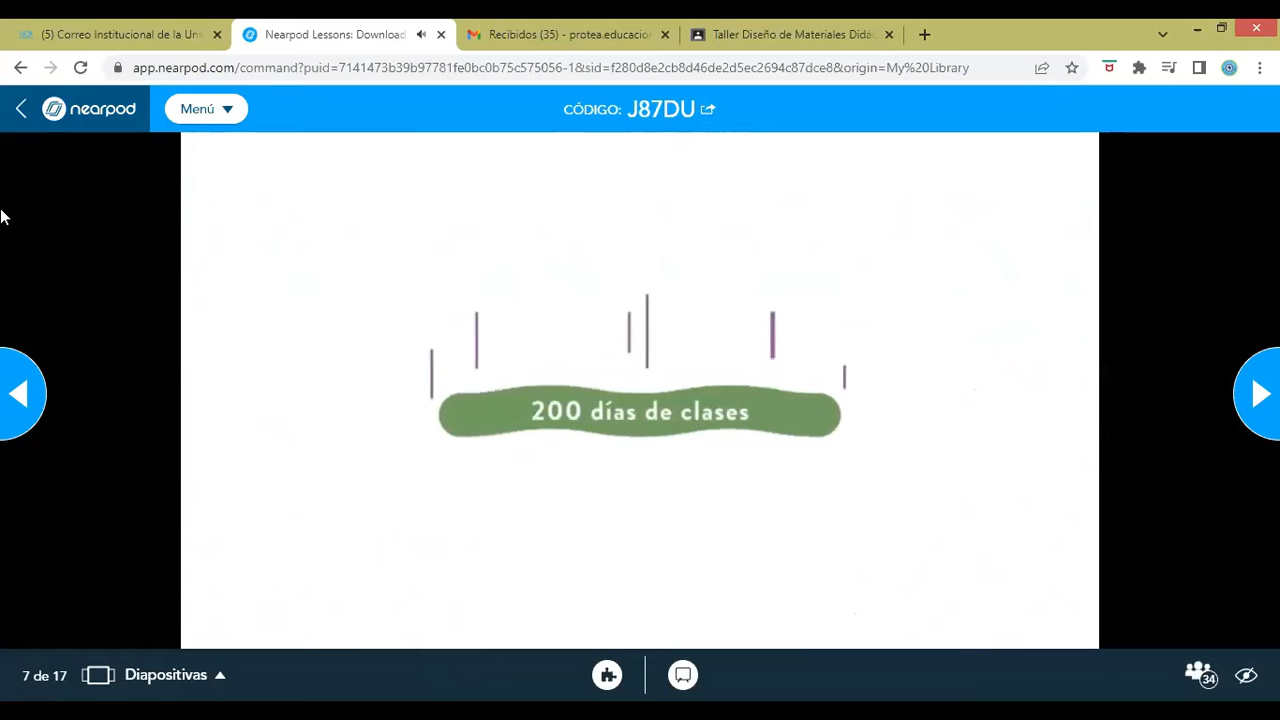 (5) Correo Institucional de la Uni
Nearpod Lessons: Download
Recibidos (35) - protea.educacion
Taller Diseño de Materiales Didá
app.nearpod.com/command?puid=7141473b39b97781fe0bc0b75c575056-1&sid=f280d8e2cb8d46de2d5ec2694c87dce8&origin=My%20Library
nearpod
Menú
CÓDIGO: J87DU
200 días de clases
7 de 17
Diapositivas
34